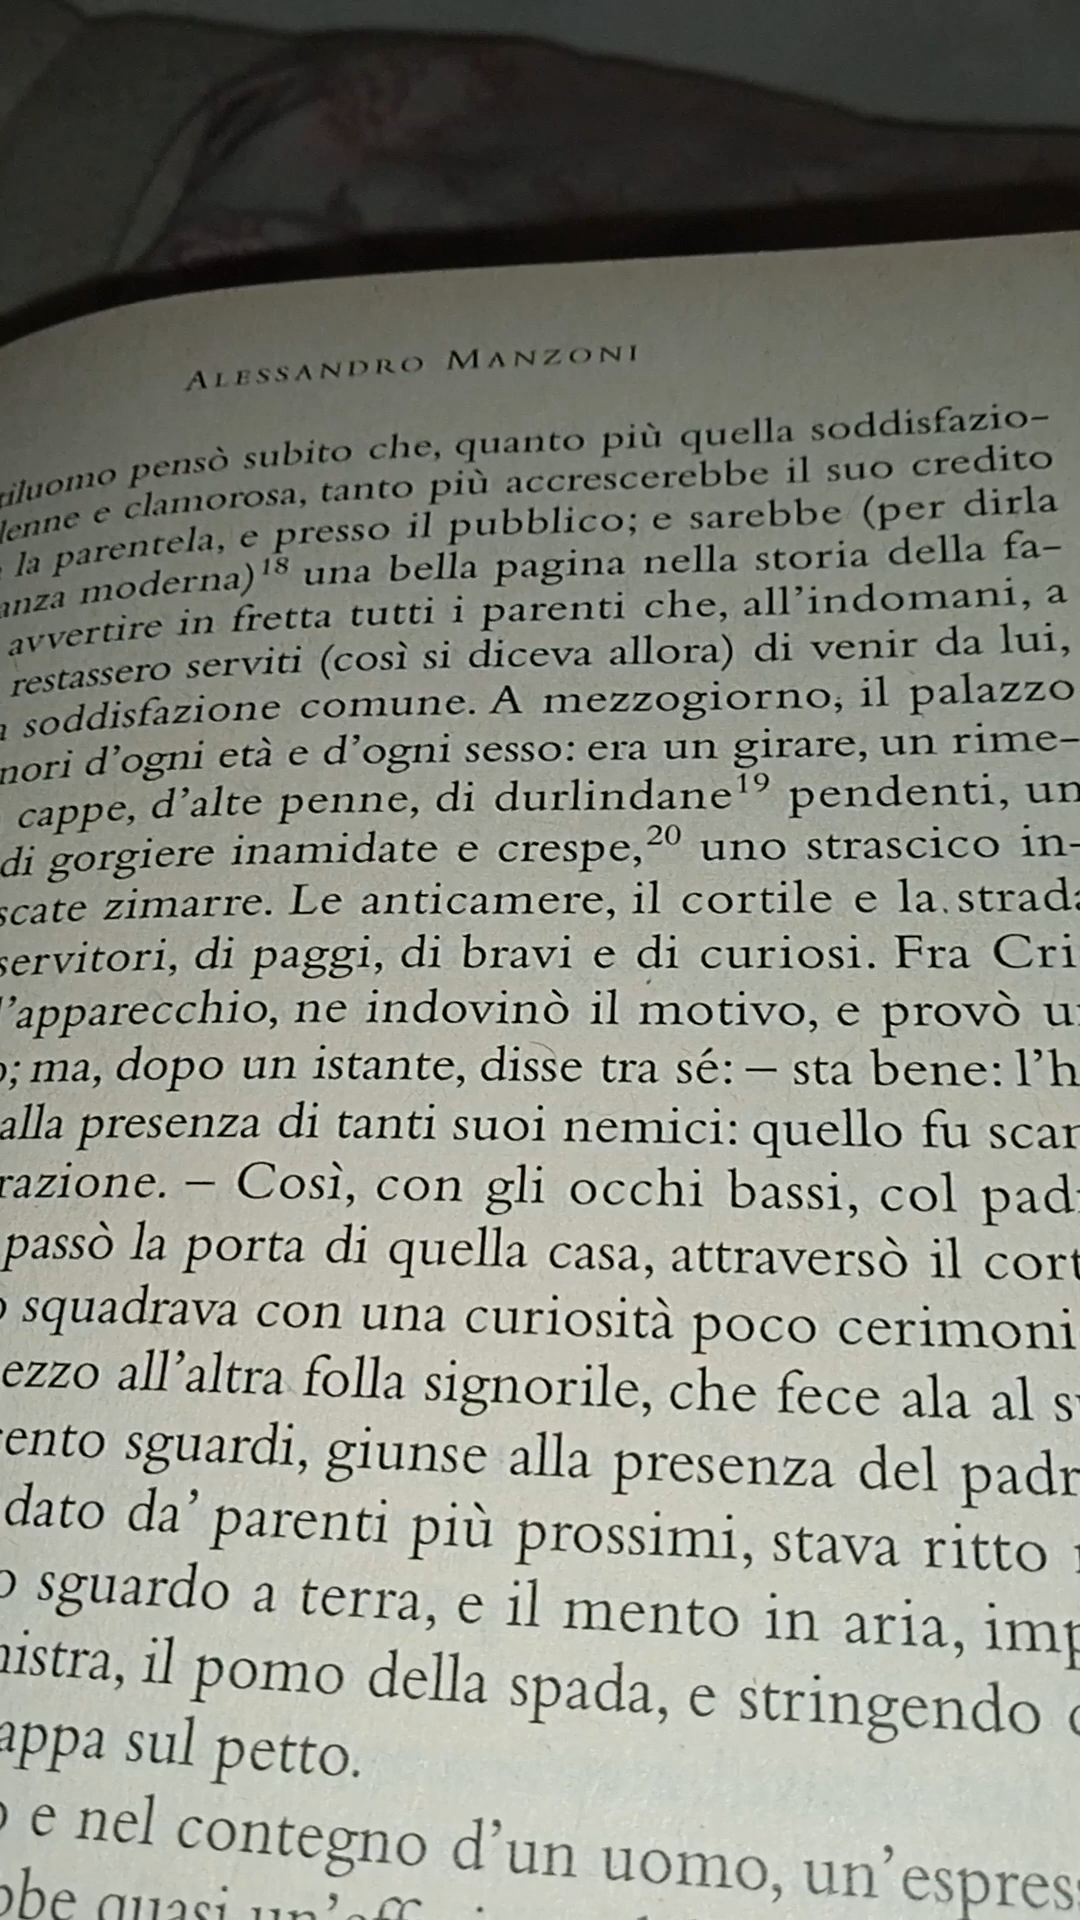 ALESSANDRO MANZONI
iluomo pensò subito che, quanto più quella soddisfazio-
lenne e clamorosa, tanto più accrescerebbe il suo credito
la parentela, e presso il pubblico; e sarebbe (per dirla
anza moderna)18 una bella pagina nella storia della fa-
avvertire in fretta tutti i parenti che, all'indomani, a
restassero serviti (così si diceva allora) di venir da lui,
a soddisfazione comune. A mezzogiorno, il palazzo
nori d'ogni età e d'ogni sesso: era un girare, un rime-
cappe, d'alte penne, di durlindane19 pendenti, un
di gorgiere inamidate e crespe,20 uno strascico in-
scate zimarre. Le anticamere, il cortile e la strada
servitori, di paggi, di bravi e di curiosi. Fra Cri
l'apparecchio, ne indovinò il motivo, e provò u
o; ma, dopo un istante, disse tra sé: – sta bene: l'h
alla presenza di tanti suoi nemici: quello fu scan
razione. – Così, con gli occhi bassi, col padr
passò la porta di quella casa, attraversò il cort
o squadrava con una curiosità poco cerimoni
ezzo all'altra folla signorile, che fece ala al su
cento sguardi, giunse alla presenza del padr
dato da' parenti più prossimi, stava ritto
o sguardo a terra, e il mento in aria, imp
nistra, il pomo della spada, e stringendo c
appa sul petto.
o e nel contegno d'un uomo, un'espres
bbe quasi